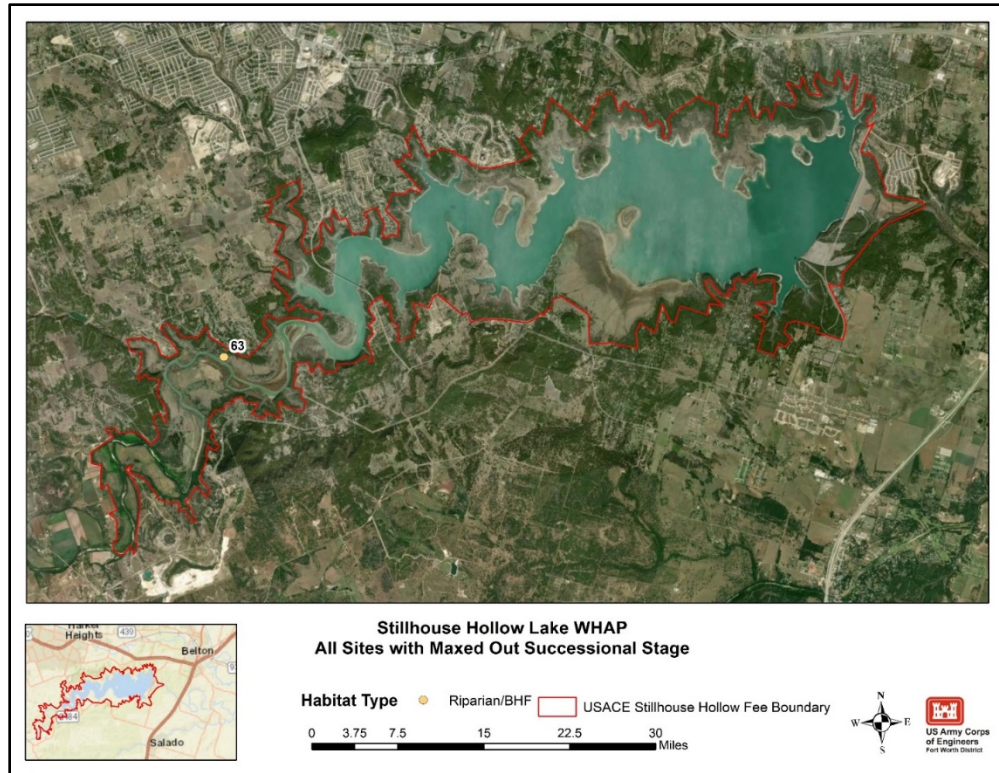 63
Stillhouse Hollow Lake WHAP
All Sites with Maxed Out Successional Stage
Habitat Type Riparian/BHF USACE Stillhouse Hollow Fee Boundary
0 3.75 7.5 15 22.5 30
Miles
N
W E
S
US Army Corps
of Engineers
Fort Worth District
Heights
439
Belton
Salado